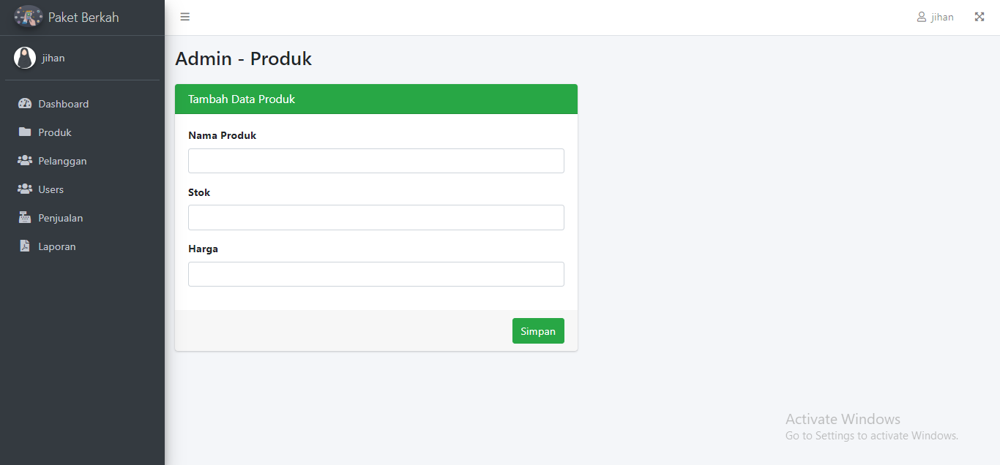 Paket Berkah
jihan
jihan
Admin - Produk
Dashboard
Produk
Pelanggan
Users
Penjualan
Laporan
Tambah Data Produk
Nama Produk
Stok
Harga
Simpan
Activate Windows
Go to Settings to activate Windows.